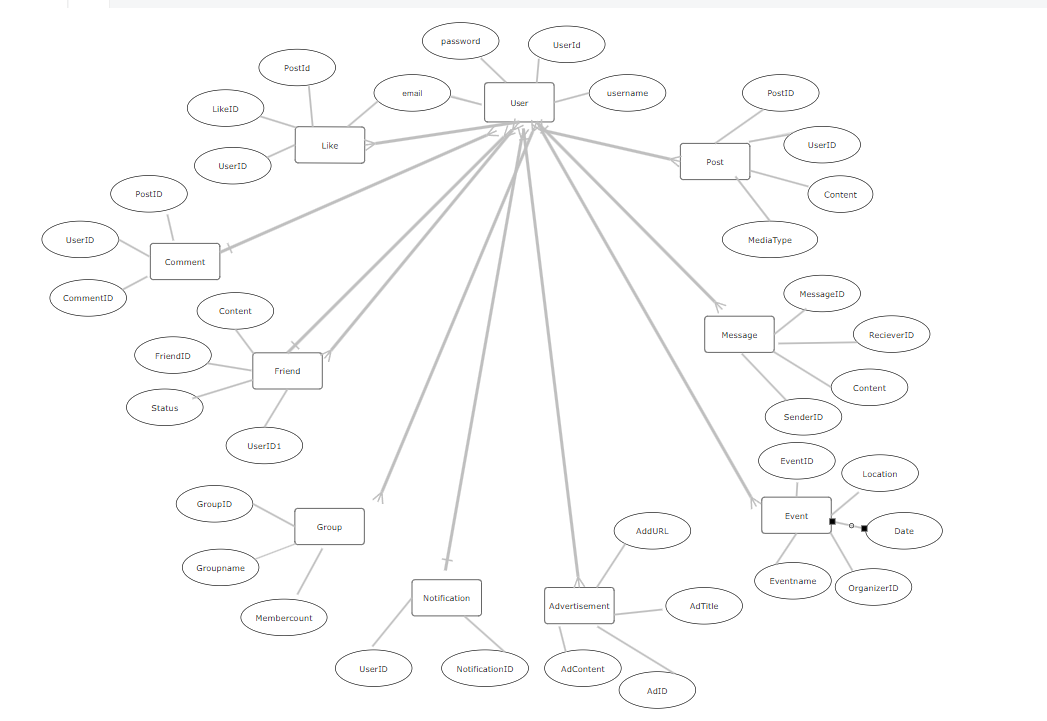 password
UserId
User
email
username
PostId
LikeID
Like
UserID
PostID
UserID
Post
Content
MediaType
PostID
UserID
Comment
CommentID
Content
FriendID
Friend
Status
UserID1
MessageID
Message
RecieverID
Content
SenderID
EventID
Location
Event
Date
Eventname
OrganizerID
GroupID
Group
Groupname
Membercount
Notification
UserID
NotificationID
AddURL
Advertisement
AdTitle
AdContent
AdID